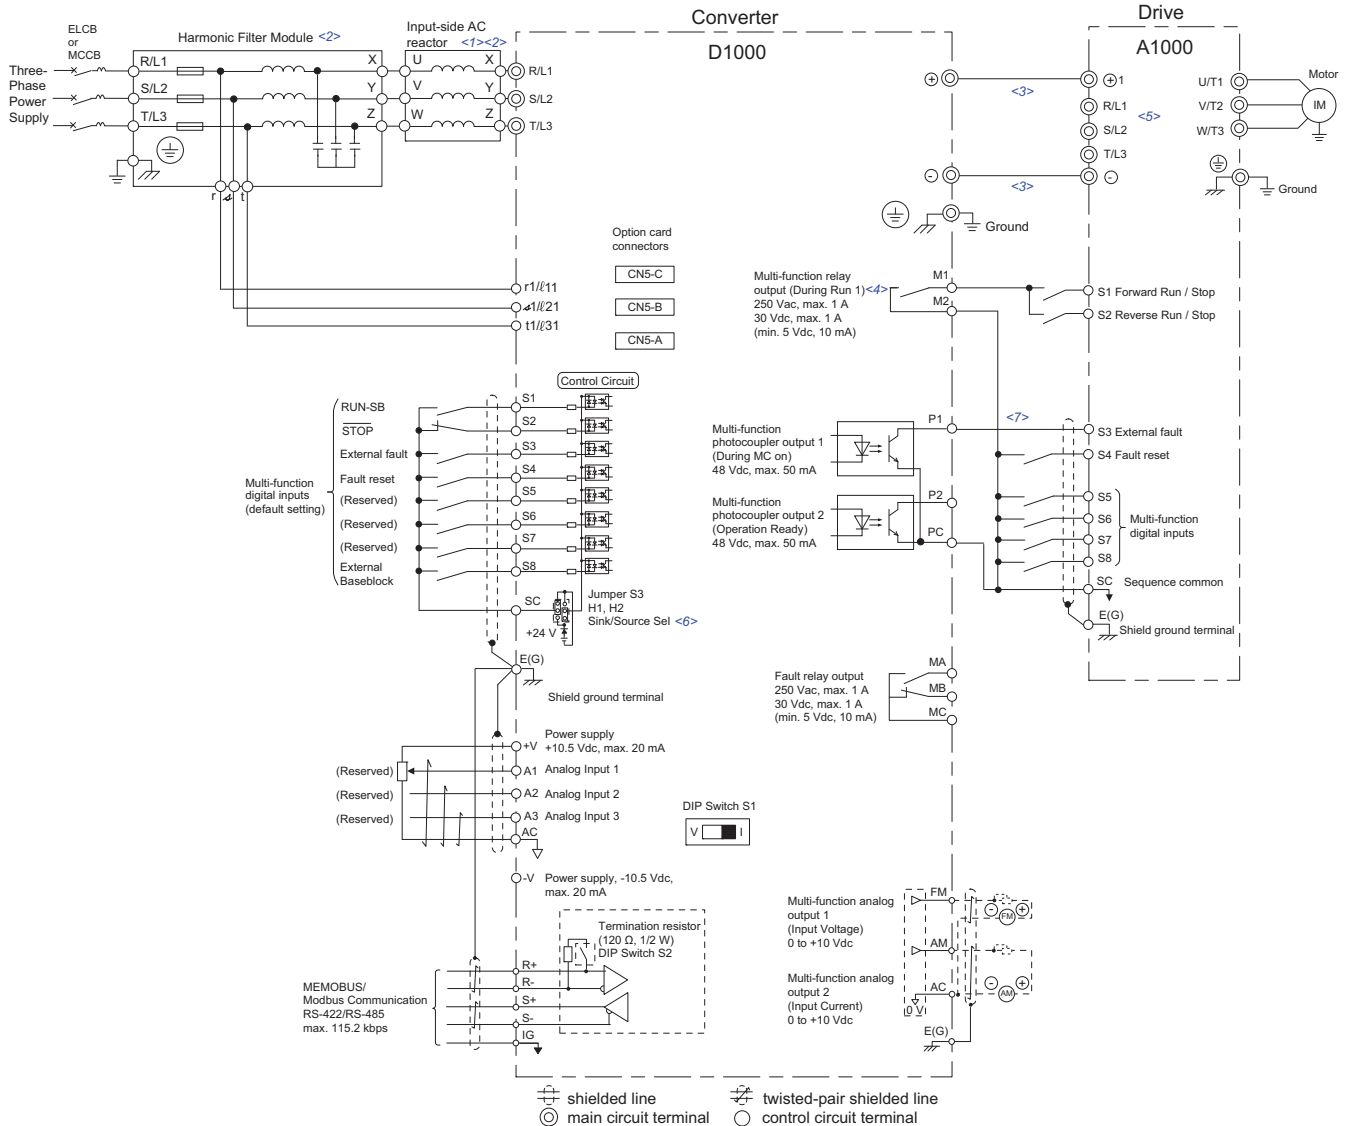 Converter
D1000
Drive
A1000
ELCB
or
MCCB
Harmonic Filter Module <2>
Input-side AC
reactor <1><2>
Three-
Phase
Power
Supply
R/L1
S/L2
T/L3
X
Y
Z
U
V
W
X
Y
Z
R/L1
S/L2
T/L3
r
t
r1/ℓ11
1/ℓ21
t1/ℓ31
Option card
connectors
CN5-C
CN5-B
CN5-A
+
-
<3>
<3>
+1
R/L1
S/L2
T/L3
-
<5>
U/T1
V/T2
W/T3
Motor
IM
Ground
Ground
Multi-function relay
output (During Run 1) <4>
250 Vac, max. 1 A
30 Vdc, max. 1 A
(min. 5 Vdc, 10 mA)
M1
M2
S1 Forward Run / Stop
S2 Reverse Run / Stop
Control Circuit
Multi-function
digital inputs
(default setting)
RUN-SB
STOP
External fault
Fault reset
(Reserved)
(Reserved)
(Reserved)
External
Baseblock
S1
S2
S3
S4
S5
S6
S7
S8
SC
Jumper S3
H1, H2
Sink/Source Sel <6>
+24 V
E(G)
Shield ground terminal
Multi-function
photocoupler output 1
(During MC on)
48 Vdc, max. 50 mA
Multi-function
photocoupler output 2
(Operation Ready)
48 Vdc, max. 50 mA
P1
P2
PC
<7>
S3 External fault
S4 Fault reset
S5
S6
S7
S8
Multi-function
digital inputs
SC Sequence common
E(G)
Shield ground terminal
Fault relay output
250 Vac, max. 1 A
30 Vdc, max. 1 A
(min. 5 Vdc, 10 mA)
MA
MB
MC
+V
Power supply
+10.5 Vdc, max. 20 mA
(Reserved)
A1 Analog Input 1
(Reserved)
A2 Analog Input 2
(Reserved)
A3 Analog Input 3
AC
-V Power supply, -10.5 Vdc,
max. 20 mA
DIP Switch S1
V I
Termination resistor
(120 Ω, 1/2 W)
DIP Switch S2
MEMOBUS/
Modbus Communication
RS-422/RS-485
max. 115.2 kbps
R+
R-
S+
S-
IG
Multi-function analog
output 1
(Input Voltage)
0 to +10 Vdc
Multi-function analog
output 2
(Input Current)
0 to +10 Vdc
FM
AM
AC
0 V
E(G)
- FM +
- AM +
shielded line
twisted-pair shielded line
main circuit terminal
control circuit terminal